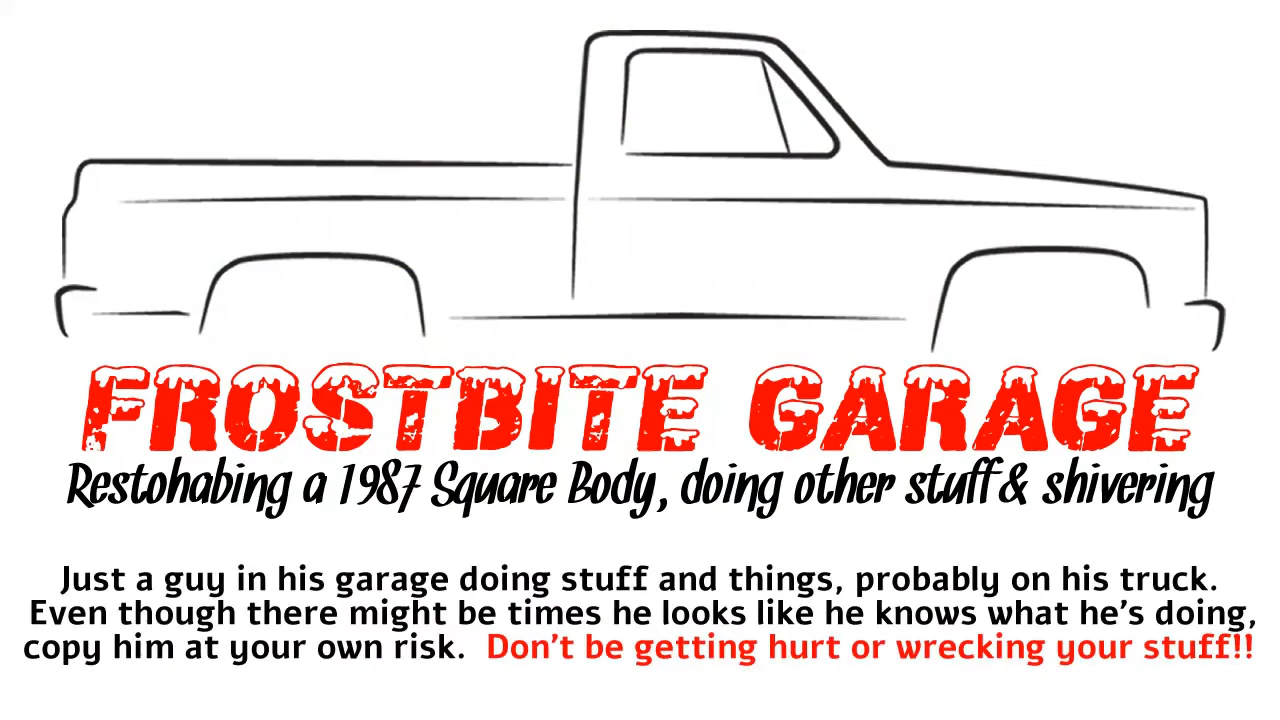 FROSTBITE GARAGE
Restohabing a 1987 Square Body, doing other stuff & shivering
Just a guy in his garage doing stuff and things, probably on his truck.
Even though there might be times he looks like he knows what he's doing,
copy him at your own risk. Don't be getting hurt or wrecking your stuff!!